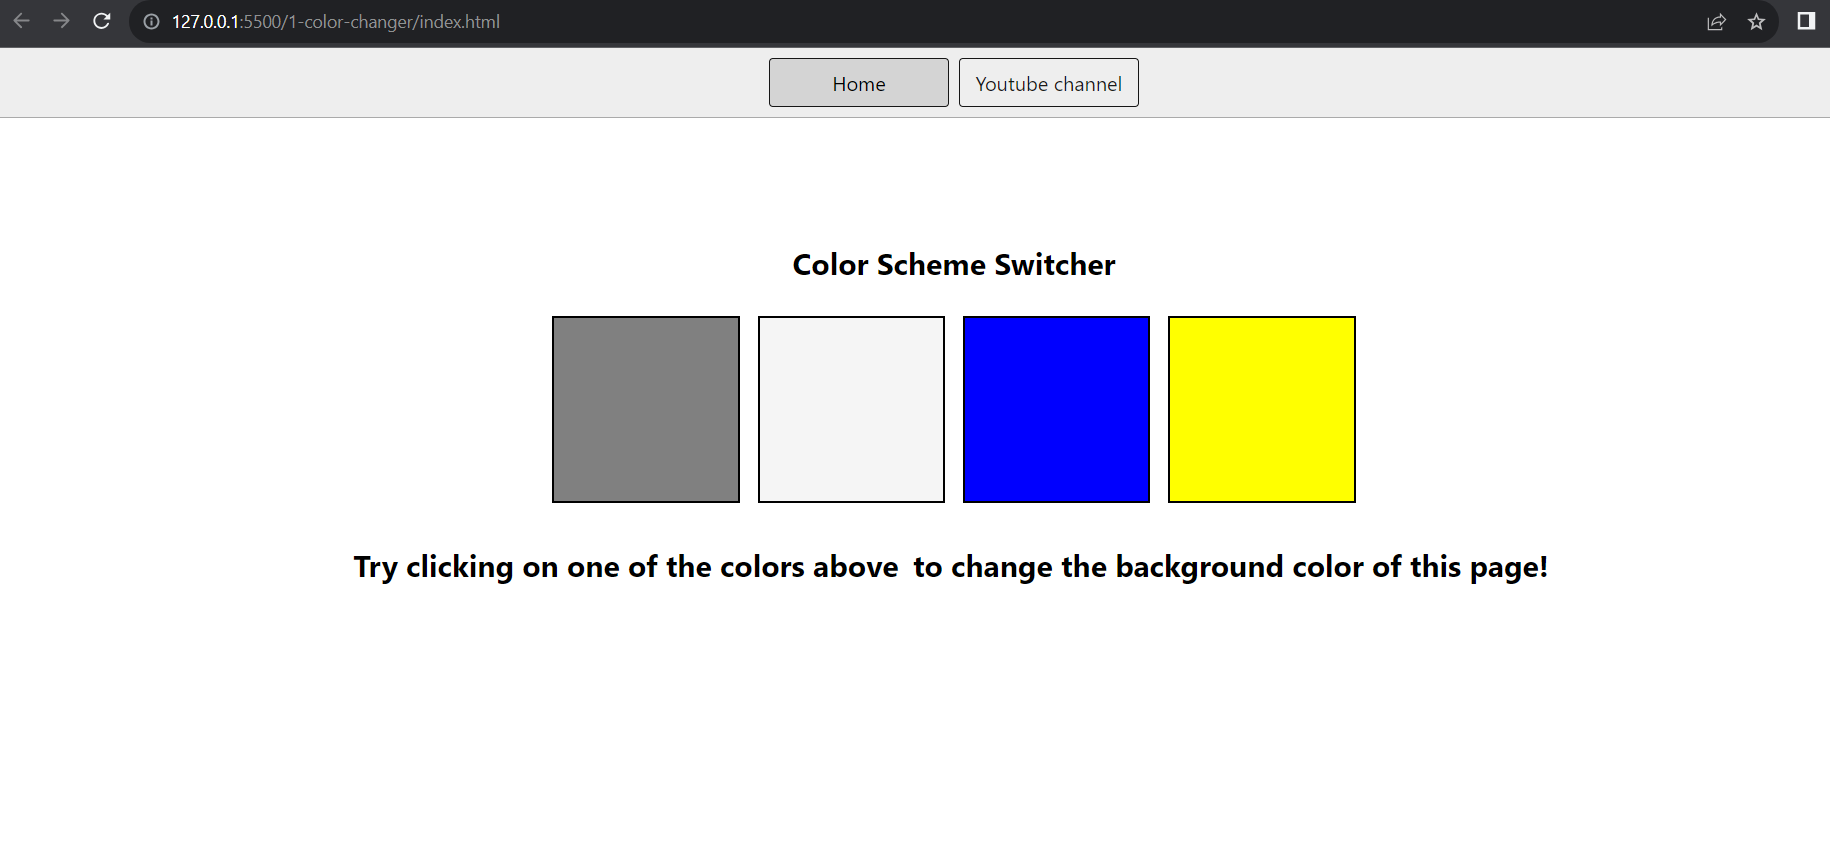 127.0.0.1:5500/1-color-changer/index.html
Home Youtube channel
Color Scheme Switcher
Try clicking on one of the colors above to change the background color of this page!